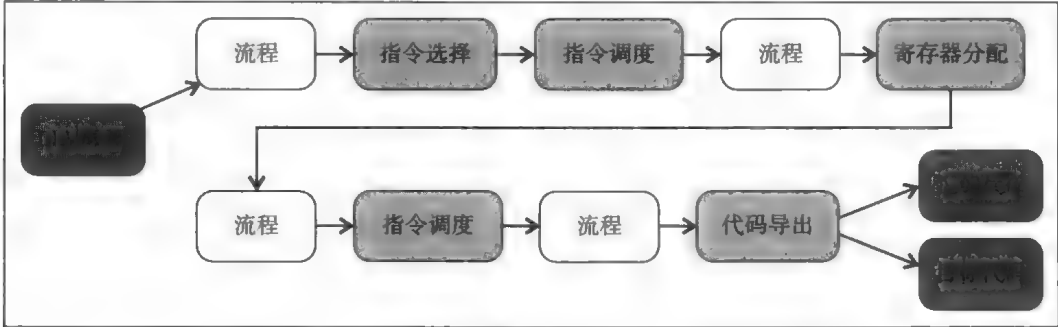 流程
指令选择
指令调度
流程
寄存器分配
流程
指令调度
流程
代码导出